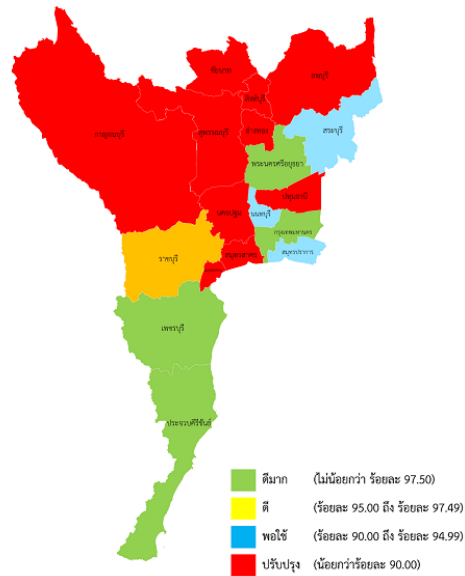 ชัยนาท
ลพบุรี
สิงห์บุรี
กาญจนบุรี
สุพรรณบุรี
อ่างทอง
สระบุรี
พระนครศรีอยุธยา
นครปฐม
ปทุมธานี
นนทบุรี
กรุงเทพมหานคร
สมุทรสาคร
สมุทรปราการ
ราชบุรี
เพชรบุรี
ประจวบคีรีขันธ์
ดีมาก (ไม่น้อยกว่า ร้อยละ 97.50)
ดี (ร้อยละ 95.00 ถึง ร้อยละ 97.49)
พอใช้ (ร้อยละ 90.00 ถึง ร้อยละ 94.99)
ปรับปรุง (น้อยกว่าร้อยละ 90.00)